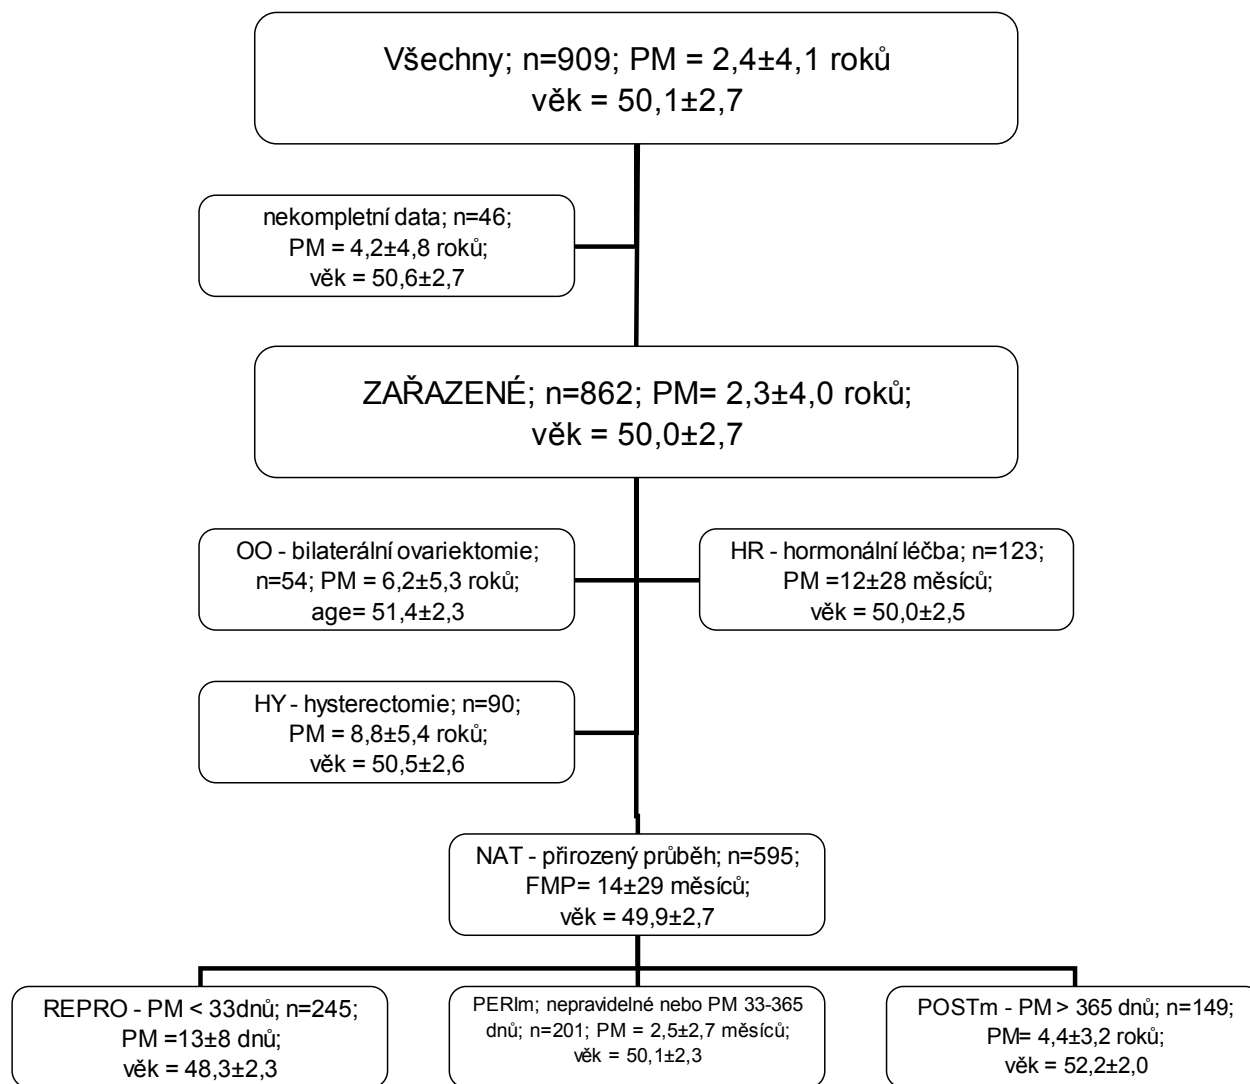 Všechny; n=909; PM = 2,4±4,1 roků
věk = 50,1±2,7
nekompletní data; n=46;
PM = 4,2±4,8 roků;
věk = 50,6±2,7
ZAŘAZENÉ; n=862; PM= 2,3±4,0 roků;
věk = 50,0±2,7
OO - bilaterální ovariektomie;
n=54; PM = 6,2±5,3 roků;
age= 51,4±2,3
HR - hormonální léčba; n=123;
PM =12±28 měsíců;
věk = 50,0±2,5
HY - hysterectomie; n=90;
PM = 8,8±5,4 roků;
věk = 50,5±2,6
NAT - přirozený průběh; n=595;
FMP= 14±29 měsíců;
věk = 49,9±2,7
REPRO - PM < 33dnů; n=245;
PM =13±8 dnů;
věk = 48,3±2,3
PERIm; nepravidelné nebo PM 33-365
dnů; n=201; PM = 2,5±2,7 měsíců;
věk = 50,1±2,3
POSTm - PM > 365 dnů; n=149;
PM= 4,4±3,2 roků;
věk = 52,2±2,0